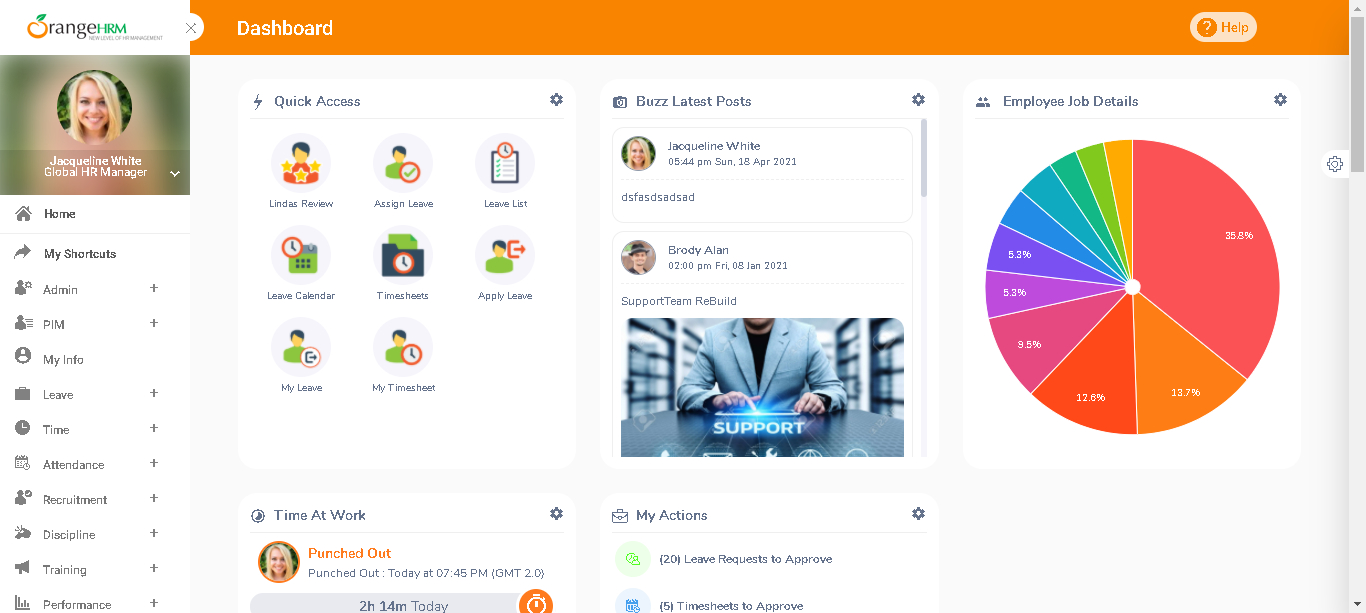 OrangeHRM
NEW LEVEL OF HR MANAGEMENT
Dashboard
? Help
Jacqueline White
Global HR Manager
Home
My Shortcuts
Admin +
PIM +
My Info
Leave +
Time +
Attendance +
Recruitment +
Discipline +
Training +
Performance +
Quick Access
Lindas Review
Assign Leave
Leave List
Leave Calendar
Timesheets
Apply Leave
My Leave
My Timesheet
Buzz Latest Posts
Jacqueline White
05:44 pm Sun, 18 Apr 2021
dsfasdsadsad
Brody Alan
02:00 pm Fri, 08 Jan 2021
SupportTeam ReBuild
SUPPORT
Employee Job Details
35.8%
13.7%
12.6%
9.5%
5.3%
5.3%
Time At Work
Punched Out
Punched Out : Today at 07:45 PM (GMT 2.0)
2h 14m Today
My Actions
(20) Leave Requests to Approve
(5) Timesheets to Approve